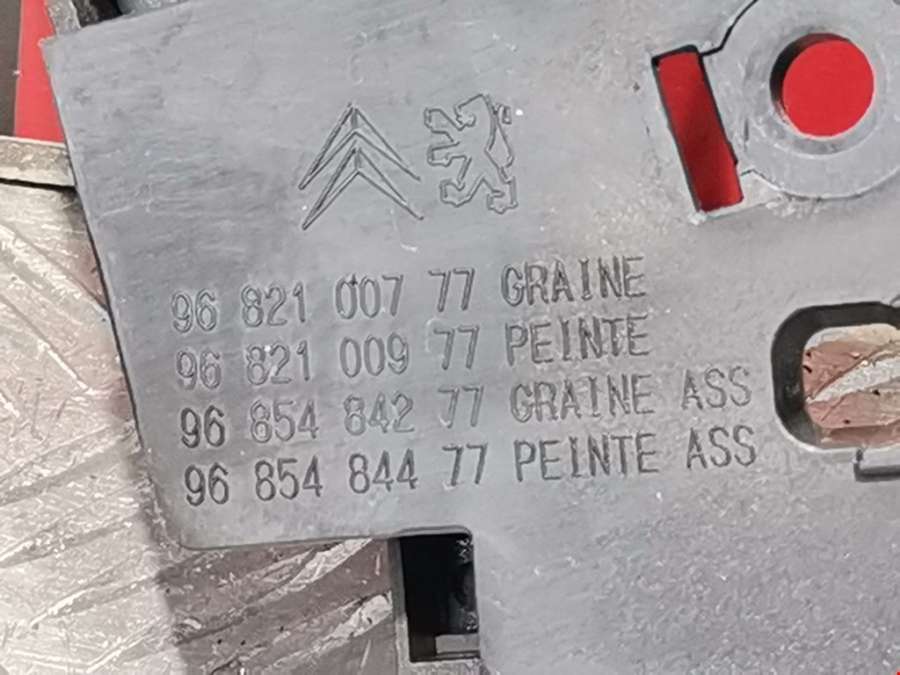 96 821 007 77 GRAINE
96 821 009 77 PEINTE
96 854 842 77 GRAINE ASS
96 854 844 77 PEINTE ASS